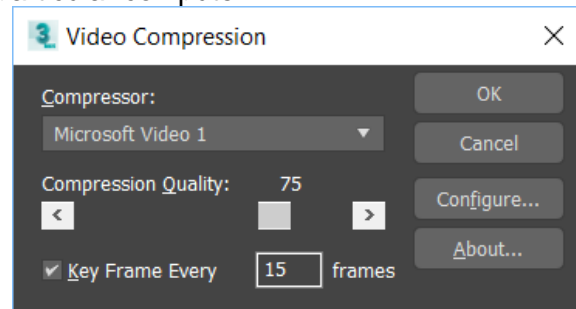 Video Compression
Compressor:
Microsoft Video 1
OK
Cancel
Compression Quality: 75
Configure...
Key Frame Every 15 frames
About...